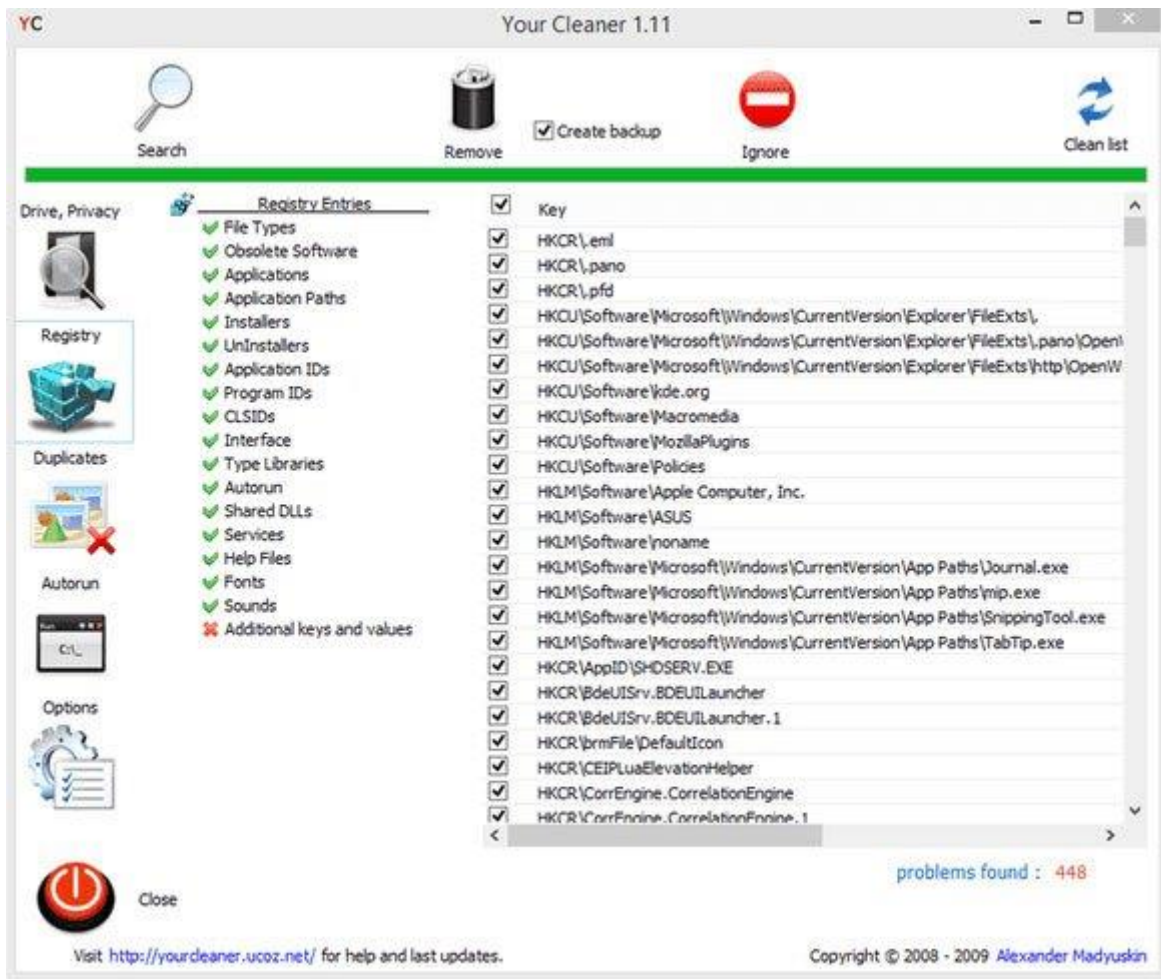 YC
Your Cleaner 1.11
Search
Remove
Create backup
Ignore
Clean list
Drive, Privacy
Registry
Duplicates
Autorun
Run
C:\_
Options
Close
Registry Entries
File Types
Obsolete Software
Applications
Application Paths
Installers
UnInstallers
Application IDs
Program IDs
CLSIDs
Interface
Type Libraries
Autorun
Shared DLLs
Services
Help Files
Fonts
Sounds
Additional keys and values
Key
HKCR\.eml
HKCR\.pano
HKCR\.pfd
HKCU\Software\Microsoft\Windows\CurrentVersion\Explorer\FileExts\.
HKCU\Software\Microsoft\Windows\CurrentVersion\Explorer\FileExts\.pano\OpenW
HKCU\Software\Microsoft\Windows\CurrentVersion\Explorer\FileExts\http\OpenW
HKCU\Software\kde.org
HKCU\Software\Macromedia
HKCU\Software\MozillaPlugins
HKCU\Software\Policies
HKLM\Software\Apple Computer, Inc.
HKLM\Software\ASUS
HKLM\Software\noname
HKLM\Software\Microsoft\Windows\CurrentVersion\App Paths\Journal.exe
HKLM\Software\Microsoft\Windows\CurrentVersion\App Paths\mip.exe
HKLM\Software\Microsoft\Windows\CurrentVersion\App Paths\SnippingTool.exe
HKLM\Software\Microsoft\Windows\CurrentVersion\App Paths\TabTip.exe
HKCR\AppID\SHDSERV.EXE
HKCR\BdeUISrv.BDEUILauncher
HKCR\BdeUISrv.BDEUILauncher.1
HKCR\brmFile\DefaultIcon
HKCR\CEIPLuaElevationHelper
HKCR\CorrEngine.CorrelationEngine
HKCR\CorrEngine.CorrelationEngine.1
problems found : 448
Visit http://yourcleaner.ucoz.net/ for help and last updates.
Copyright © 2008 - 2009 Alexander Madyuskin